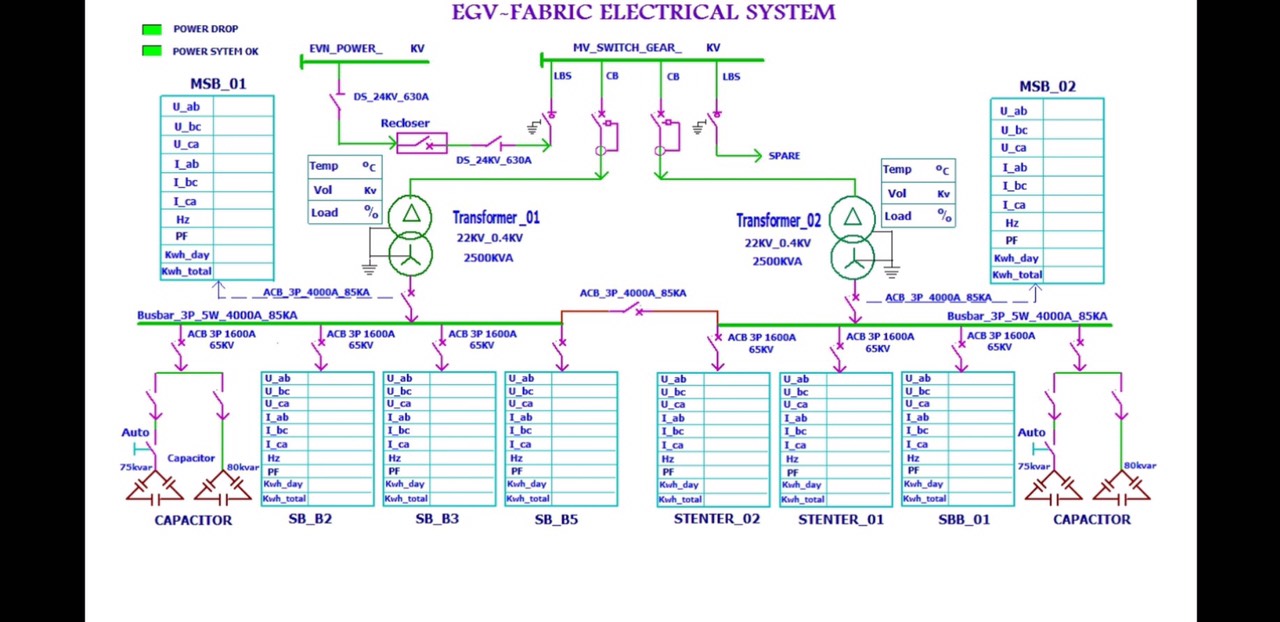 EGV~FABRIC ELECTRICAL SYSTEM
POWER DROP
POWER SYTEM OK
EVN_POWER_ KV
MV_SWITCH_GEAR_ KV
LBS
CB
CB
LBS
DS_24KV_630A
Recloser
DS_24KV_630A
SPARE
MSB_01
U_ab
U_bc
U_ca
I_ab
I_bc
I_ca
Hz
PF
Kwh_day
Kwh_total
Temp °C
Vol Kv
Load %
Transformer_01
22KV_0.4KV
2500KVA
Transformer_02
22KV_0.4KV
2500KVA
Temp °C
Vol Kv
Load %
MSB_02
U_ab
U_bc
U_ca
I_ab
I_bc
I_ca
Hz
PF
Kwh_day
Kwh_total
ACB_3P_4000A_85KA
ACB_3P_4000A_85KA
ACB_3P_4000A_85KA
Busbar_3P_5W_4000A_85KA
Busbar_3P_5W_4000A_85KA
ACB 3P 1600A
65KV
ACB 3P 1600A
65KV
ACB 3P 1600A
65KV
ACB 3P 1600A
65KV
ACB 3P 1600A
65KV
ACB 3P 1600A
65KV
Auto
Capacitor
75kvar
80kvar
CAPACITOR
U_ab
U_bc
U_ca
I_ab
I_bc
I_ca
Hz
PF
Kwh_day
Kwh_total
SB_B2
U_ab
U_bc
U_ca
I_ab
I_bc
I_ca
Hz
PF
Kwh_day
Kwh_total
SB_B3
U_ab
U_bc
U_ca
I_ab
I_bc
I_ca
Hz
PF
Kwh_day
Kwh_total
SB_B5
U_ab
U_bc
U_ca
I_ab
I_bc
I_ca
Hz
PF
Kwh_day
Kwh_total
STENTER_02
U_ab
U_bc
U_ca
I_ab
I_bc
I_ca
Hz
PF
Kwh_day
Kwh_total
STENTER_01
U_ab
U_bc
U_ca
I_ab
I_bc
I_ca
Hz
PF
Kwh_day
Kwh_total
SBB_01
Auto
75kvar
80kvar
CAPACITOR